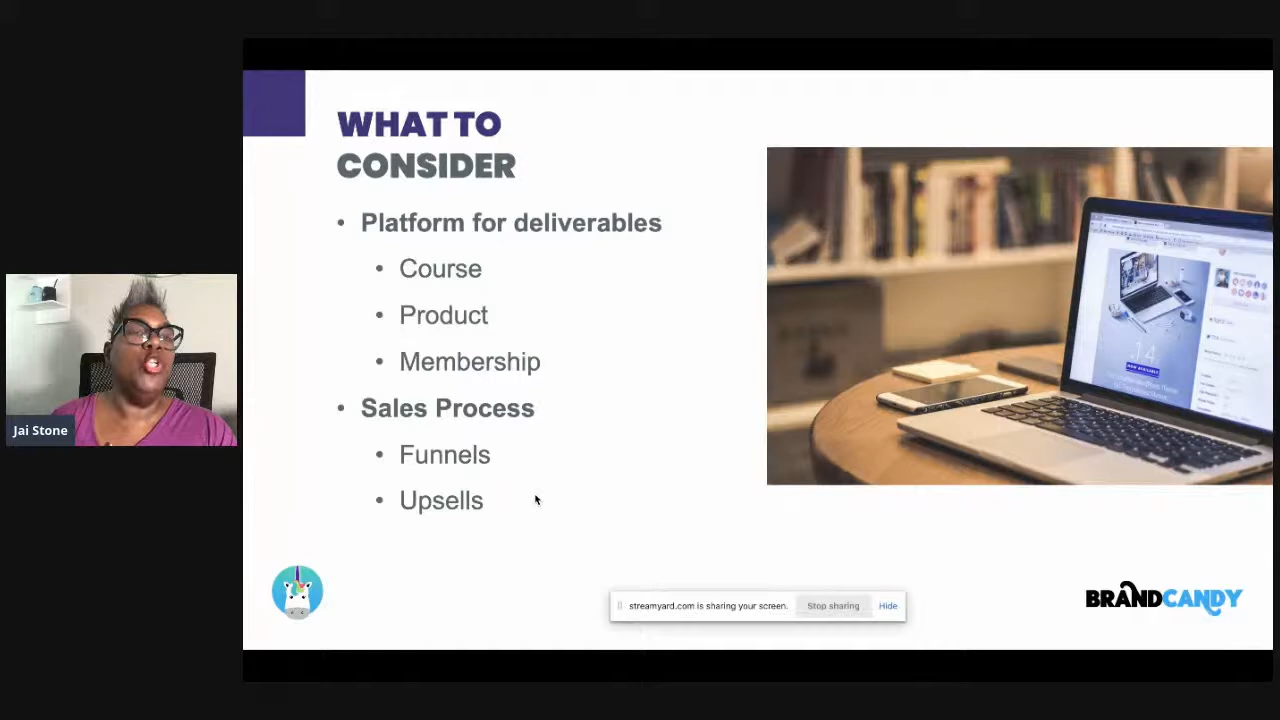 WHAT TO
CONSIDER
• Platform for deliverables
• Course
• Product
• Membership
• Sales Process
• Funnels
• Upsells
Jai Stone
.14
streamyard.com is sharing your screen.
Stop sharing
Hide
BRANDCANDY